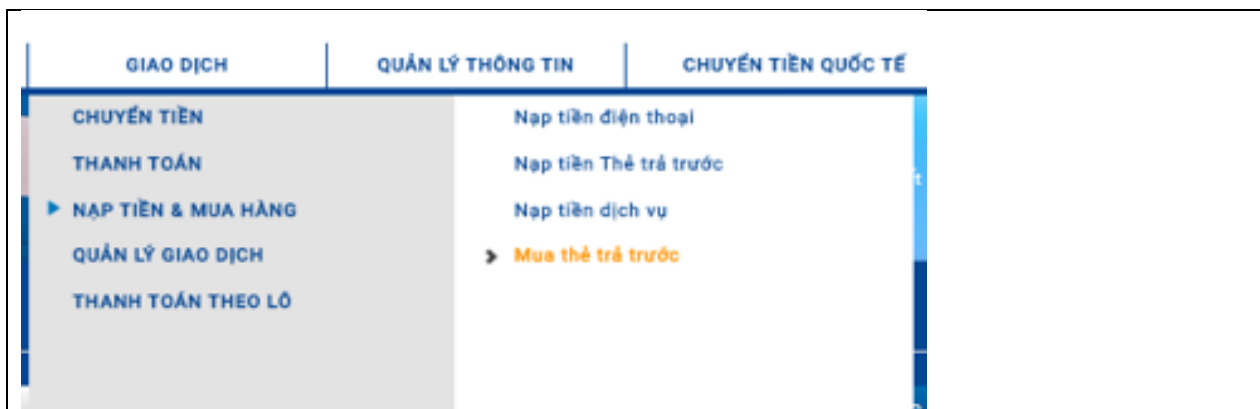 GIAO DỊCH
QUẢN LÝ THÔNG TIN
CHUYỂN TIỀN QUỐC TẾ
CHUYỂN TIỀN
THANH TOÁN
NẠP TIỀN & MUA HÀNG
QUẢN LÝ GIAO DỊCH
THANH TOÁN THEO LÔ
Nạp tiền điện thoại
Nạp tiền Thẻ trả trước
Nạp tiền dịch vụ
Mua thẻ trả trước